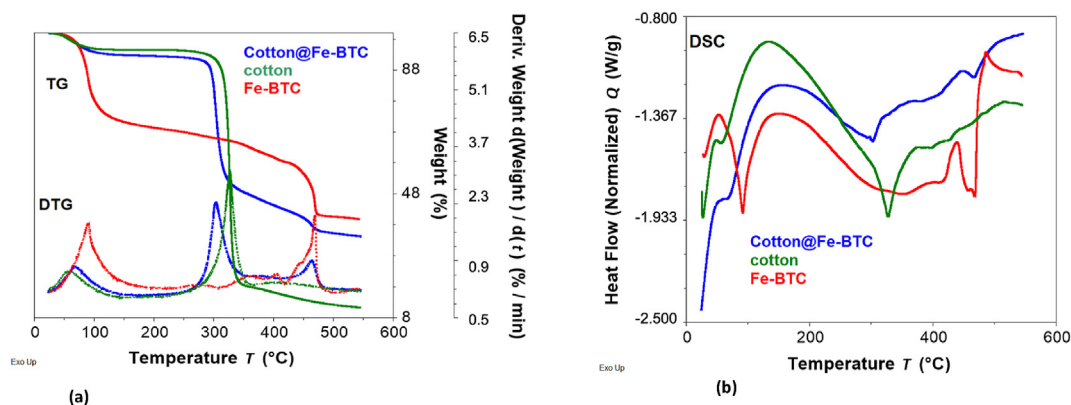 TG
DTG
Cotton@Fe-BTC
cotton
Fe-BTC
88
48
8
Weight (%)
6.5
5.1
3.7
2.3
0.9
0.5
Deriv. Weight d(Weight) / d(t) (% / min)
0 100 200 300 400 500 600
Temperature T (°C)
Exo Up
(a)
-0.800
-1.367
-1.933
-2.500
Heat Flow (Normalized) Q (W/g)
DSC
Cotton@Fe-BTC
cotton
Fe-BTC
0 200 400 600
Temperature T (°C)
Exo Up
(b)